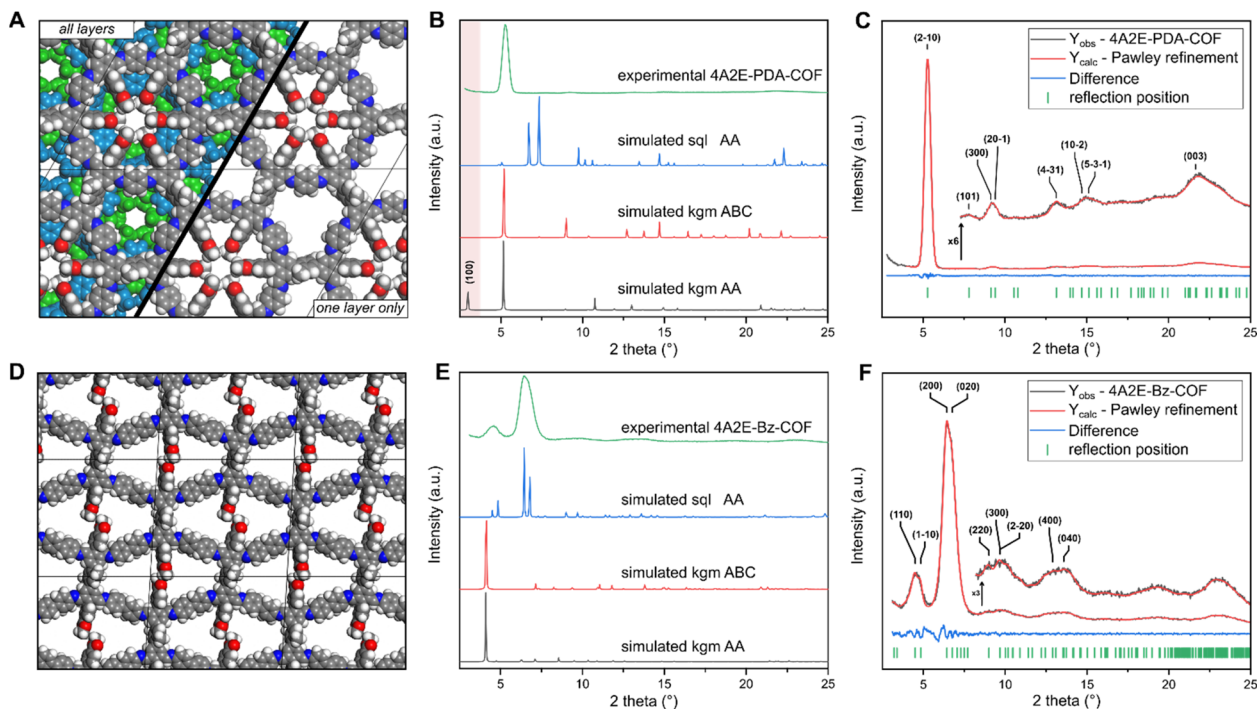 A
all layers
one layer only
B
Intensity (a.u.)
experimental 4A2E-PDA-COF
simulated sql AA
simulated kgm ABC
(100)
simulated kgm AA
5
10
15
20
25
2 theta (°)
C
Intensity (a.u.)
(2-10)
Yobs - 4A2E-PDA-COF
Ycalc - Pawley refinement
Difference
reflection position
(300)
(20-1)
(101)
(4-31)
(10-2)
(5-3-1)
(003)
x6
5
10
15
20
25
2 theta (°)
D
E
Intensity (a.u.)
experimental 4A2E-Bz-COF
simulated sql AA
simulated kgm ABC
simulated kgm AA
5
10
15
20
25
2 theta (°)
F
Intensity (a.u.)
(200)
(020)
Yobs - 4A2E-Bz-COF
Ycalc - Pawley refinement
Difference
reflection position
(110)
(1-10)
(220)
(300)
(2-20)
(400)
(040)
x3
5
10
15
20
25
2 theta (°)